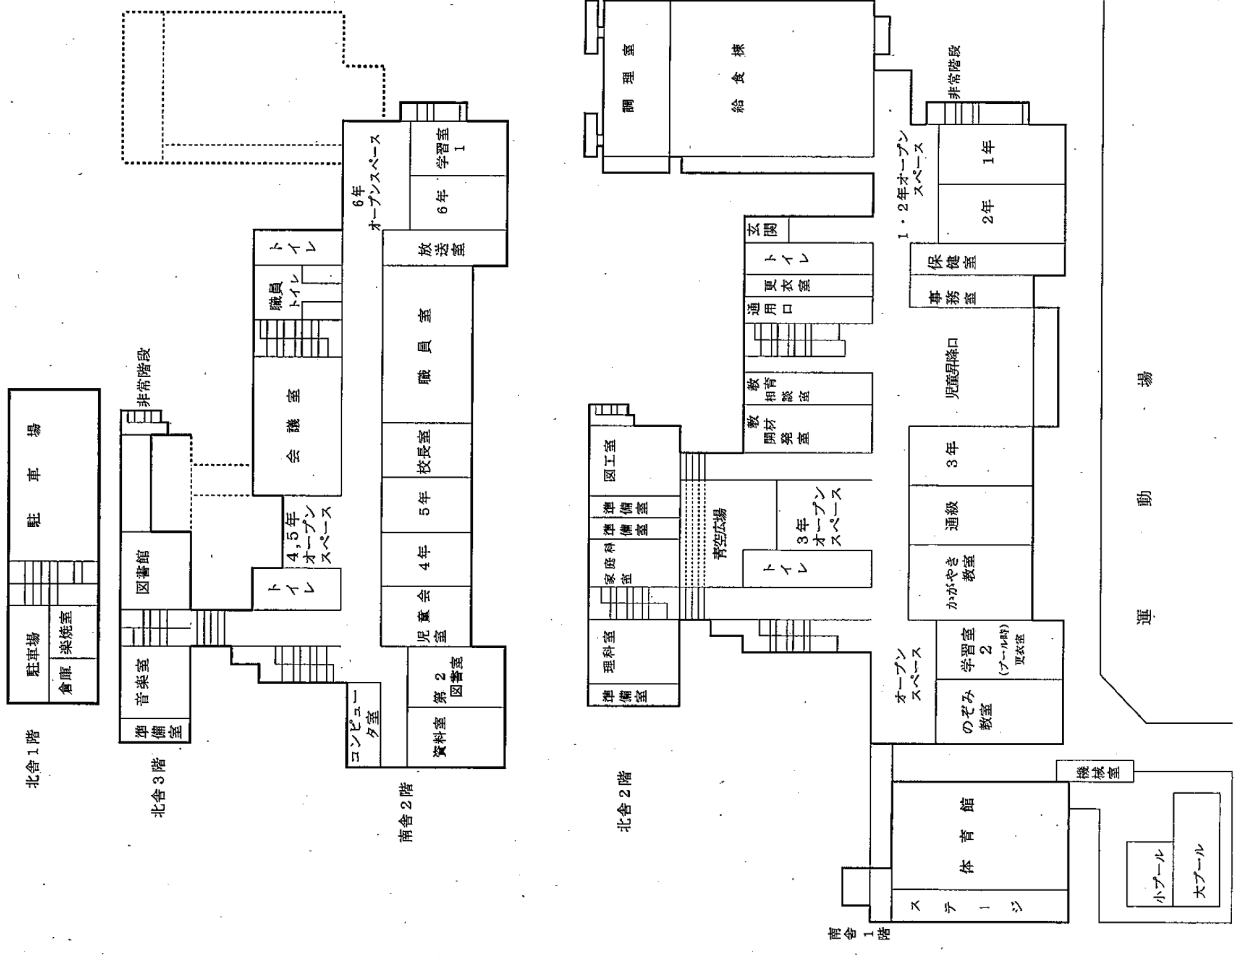 北舎1階
駐車場
倉庫
楽焼室
駐車場
北舎3階
準備室
音楽室
図書館
非常階段
南舎2階
コンピュー
タ室
資料室
第2
図書室
児童会
室
4年
5年
校長室
職員室
放送
室
6年
学習室
1
トイレ
4,5年
オープン
スペース
会議室
職員
トイレ
トイレ
6年
オープンスペース
北舎2階
準備室
理科室
家庭科
室
準備室
準備室
図工室
青空広場
南舎1階
ステージ
体育館
機械室
小プール
大プール
オープン
スペース
のぞみ
教室
学習室
2
(プール時)
更衣室
かがやき
教室
通級
3年
児童昇降口
事務
室
保健
室
2年
1年
非常階段
トイレ
3年
オープン
スペース
教材
開発
室
教育
相談
室
通用
口
更衣
室
トイレ
玄関
1・2年オープン
スペース
調理室
給食棟
運動場